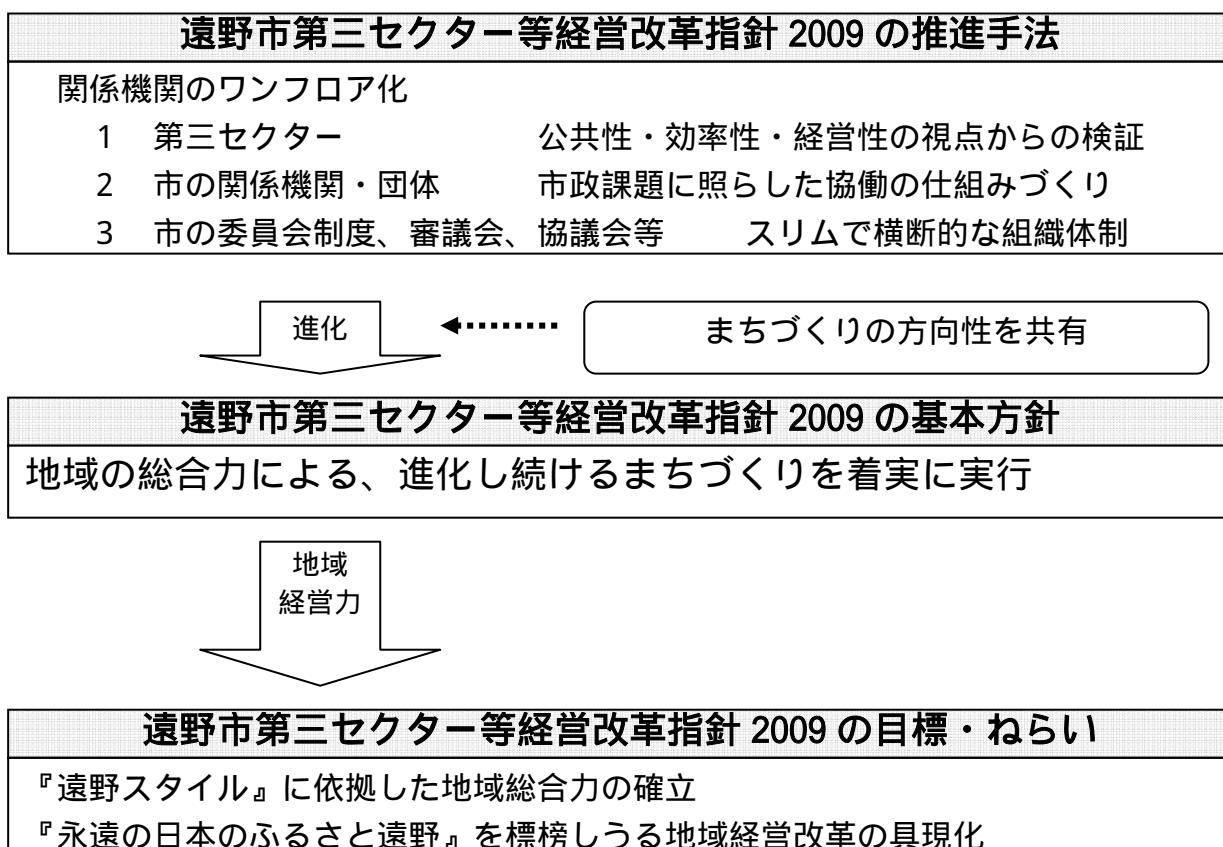 遠野市第三セクター等経営改革指針 2009 の推進手法
関係機関のワンフロア化
1 第三セクター 公共性・効率性・経営性の視点からの検証
2 市の関係機関・団体 市政課題に照らした協働の仕組みづくり
3 市の委員会制度、審議会、協議会等 スリムで横断的な組織体制
進化
まちづくりの方向性を共有
遠野市第三セクター等経営改革指針 2009 の基本方針
地域の総合力による、進化し続けるまちづくりを着実に実行
地域
経営力
遠野市第三セクター等経営改革指針 2009 の目標・ねらい
『遠野スタイル』に依拠した地域総合力の確立
『永遠の日本のふるさと遠野』を標榜しうる地域経営改革の具現化